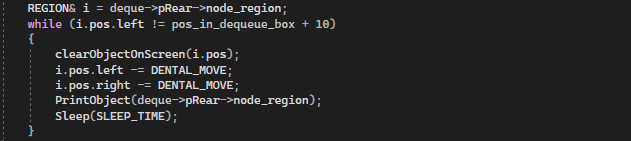 REGION& i = deque->pRear->node_region;
while (i.pos.left != pos_in_dequeue_box + 10)
{
clearObjectOnScreen(i.pos);
i.pos.left -= DENTAL_MOVE;
i.pos.right -= DENTAL_MOVE;
PrintObject(deque->pRear->node_region);
Sleep(SLEEP_TIME);
}